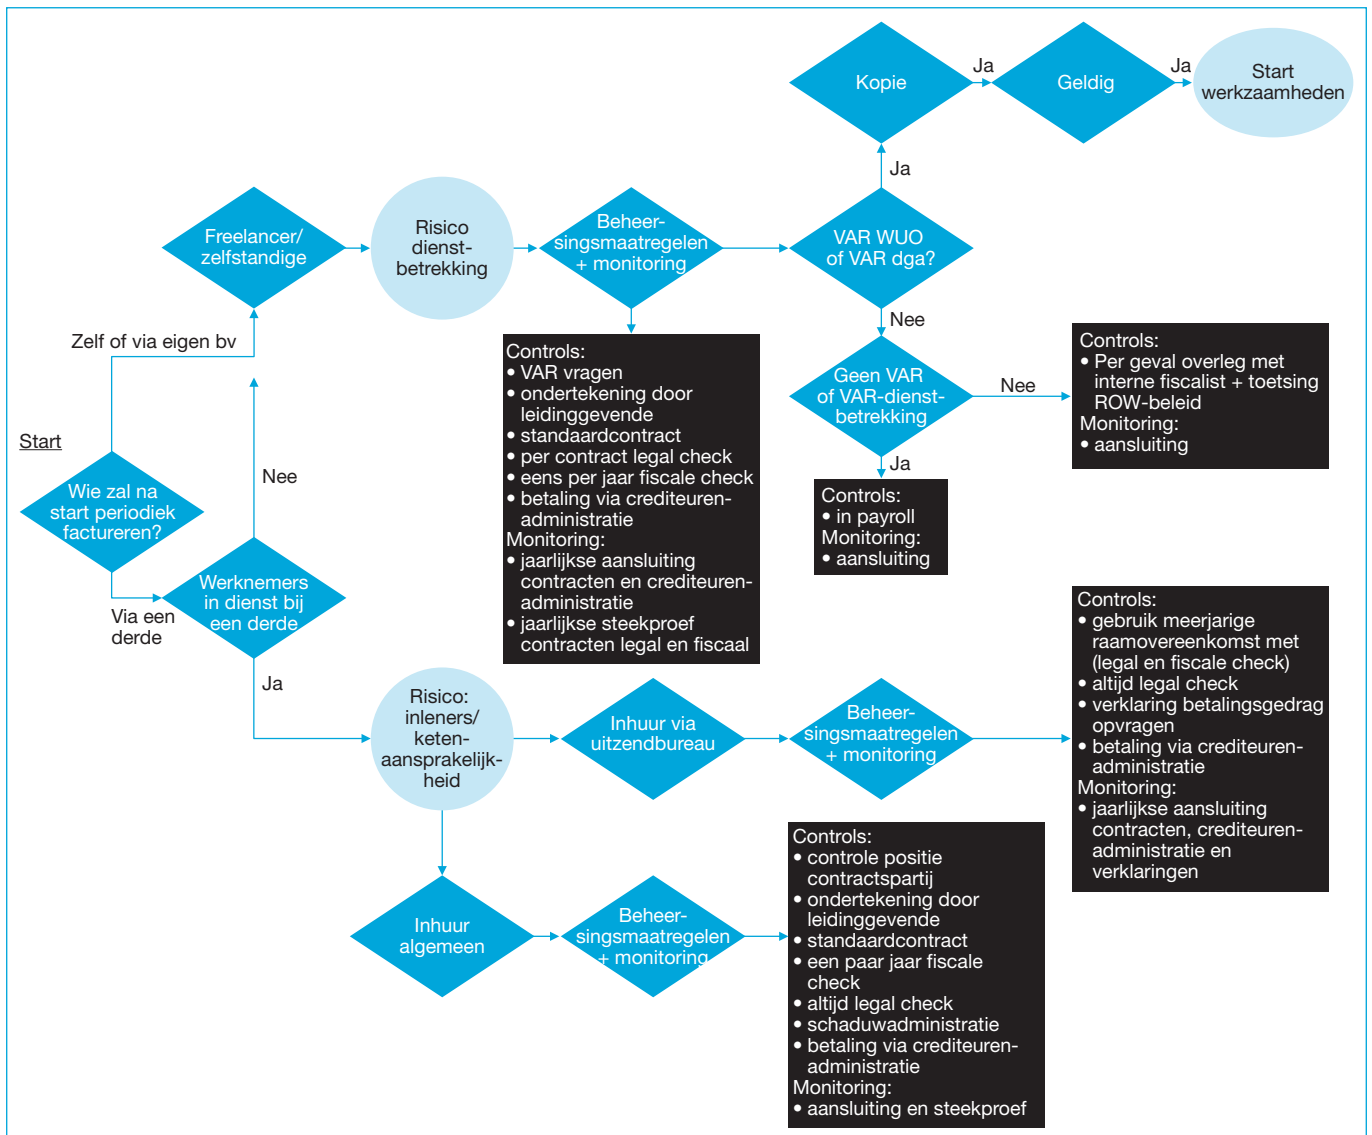 Kopie
Ja
Geldig
Ja
Start
werkzaamheden
Ja
Freelancer/
zelfstandige
Risico
dienst-
betrekking
Beheer-
singsmaatregelen
+ monitoring
VAR WUO
of VAR dga?
Zelf of via eigen bv
Nee
Controls:
• VAR vragen
• ondertekening door
leidinggevende
• standaardcontract
• per contract legal check
• eens per jaar fiscale check
• betaling via crediteuren-
administratie
Monitoring:
• jaarlijkse aansluiting
contracten en crediteuren-
administratie
• jaarlijkse steekproef
contracten legal en fiscaal
Geen VAR
of VAR-dienst-
betrekking
Nee
Controls:
• Per geval overleg met
interne fiscalist + toetsing
ROW-beleid
Monitoring:
• aansluiting
Ja
Controls:
• in payroll
Monitoring:
• aansluiting
Start
Wie zal na
start periodiek
factureren?
Nee
Via een
derde
Werknemers
in dienst bij
een derde
Ja
Risico:
inleners/
keten-
aansprakelijk-
heid
Inhuur via
uitzendbureau
Beheer-
singsmaatregelen
+ monitoring
Controls:
• gebruik meerjarige
raamovereenkomst met
(legal en fiscale check)
• altijd legal check
• verklaring betalingsgedrag
opvragen
• betaling via crediteuren-
administratie
Monitoring:
• jaarlijkse aansluiting
contracten, crediteuren-
administratie en
verklaringen
Inhuur
algemeen
Beheer-
singsmaatregelen
+ monitoring
Controls:
• controle positie
contractspartij
• ondertekening door
leidinggevende
• standaardcontract
• een paar jaar fiscale
check
• altijd legal check
• schaduwadministratie
• betaling via crediteuren-
administratie
Monitoring:
• aansluiting en steekproef